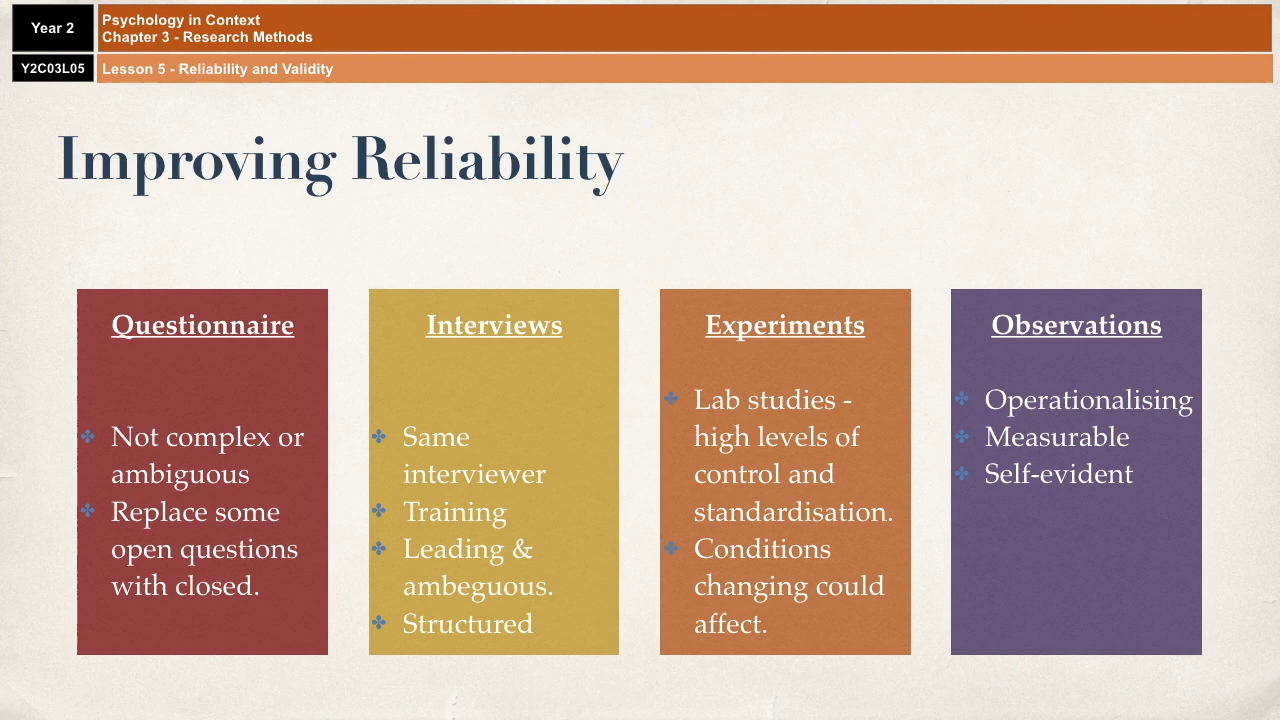 Year 2
Psychology in Context
Chapter 3 - Research Methods
Y2C03L05
Lesson 5 - Reliability and Validity
Improving Reliability
Questionnaire
Not complex or
ambiguous
Replace some
open questions
with closed.
Interviews
Same
interviewer
Training
Leading &
ambeguous.
Structured
Experiments
Lab studies -
high levels of
control and
standardisation.
Conditions
changing could
affect.
Observations
Operationalising
Measurable
Self-evident